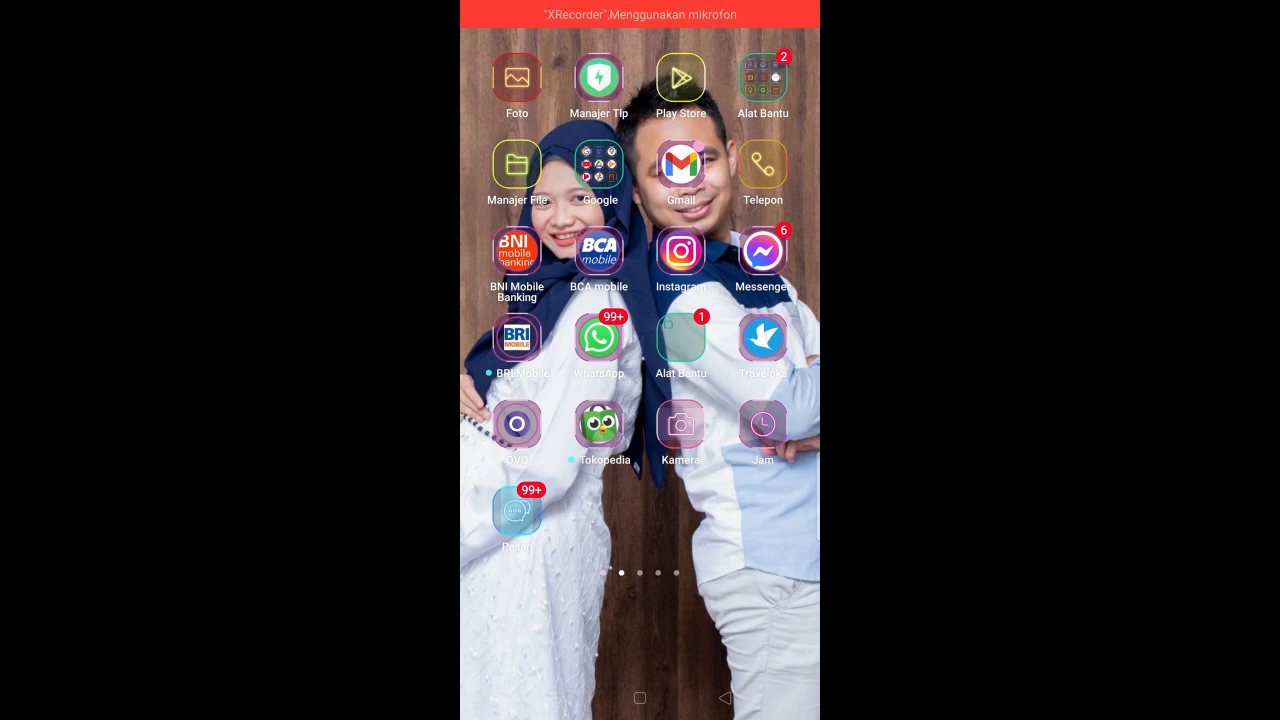 "XRecorder",Menggunakan mikrofon
2
Foto
Manajer Tlp
Play Store
Alat Bantu
Manajer File
Google
Gmail
Telepon
6
BNI
mobile
banking
BCA
mobile
BNI Mobile
Banking
BCA mobile
Instagram
Messenger
99+
1
BRI
MOBILE
BRI Mobile
WhatsApp
Alat Bantu
Traveloka
OVO
Tokopedia
Kamera
Jam
99+
Pesan